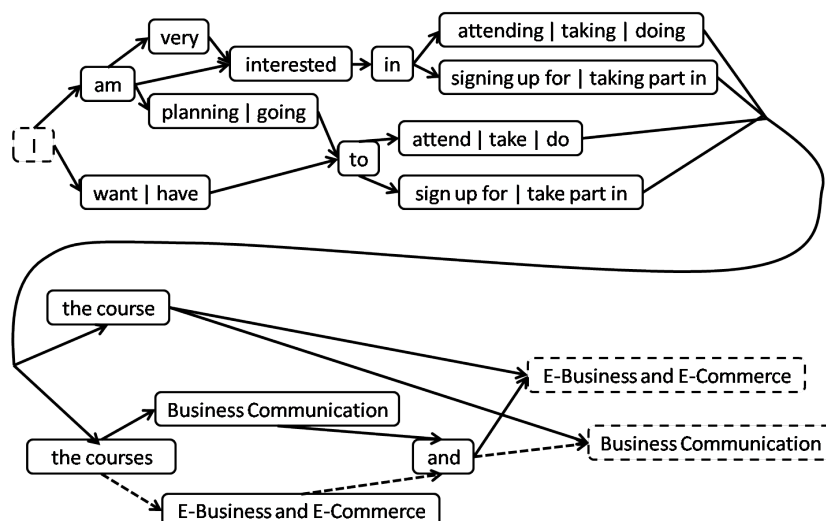 very
attending | taking | doing
interested
in
am
signing up for | taking part in
planning | going
I
to
attend | take | do
want | have
sign up for | take part in
the course
E-Business and E-Commerce
Business Communication
Business Communication
the courses
and
E-Business and E-Commerce